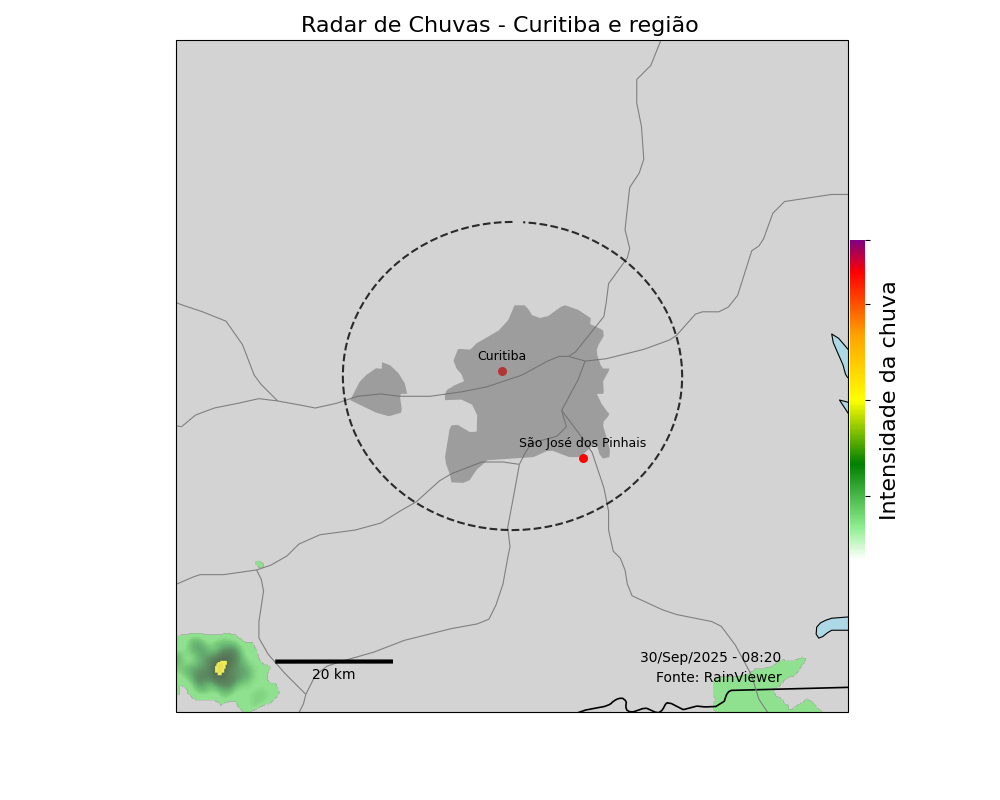 Radar de Chuvas - Curitiba e região
Curitiba
São José dos Pinhais
Intensidade da chuva
30/Sep/2025 - 08:20
20 km
Fonte: RainViewer